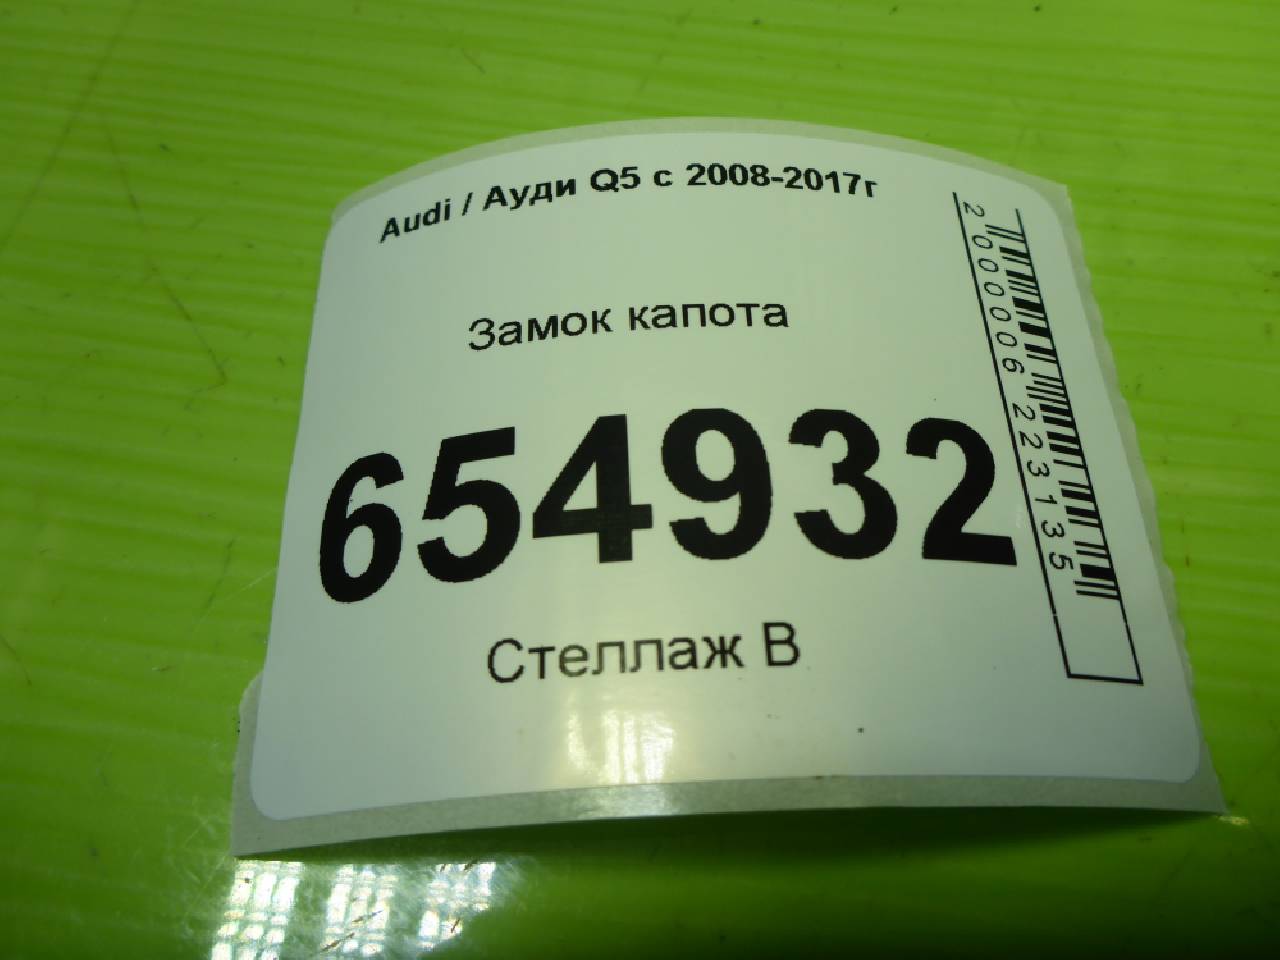 Audi / Ауди Q5 с 2008-2017г
Замок капота
654932
Стеллаж В
2000006223135